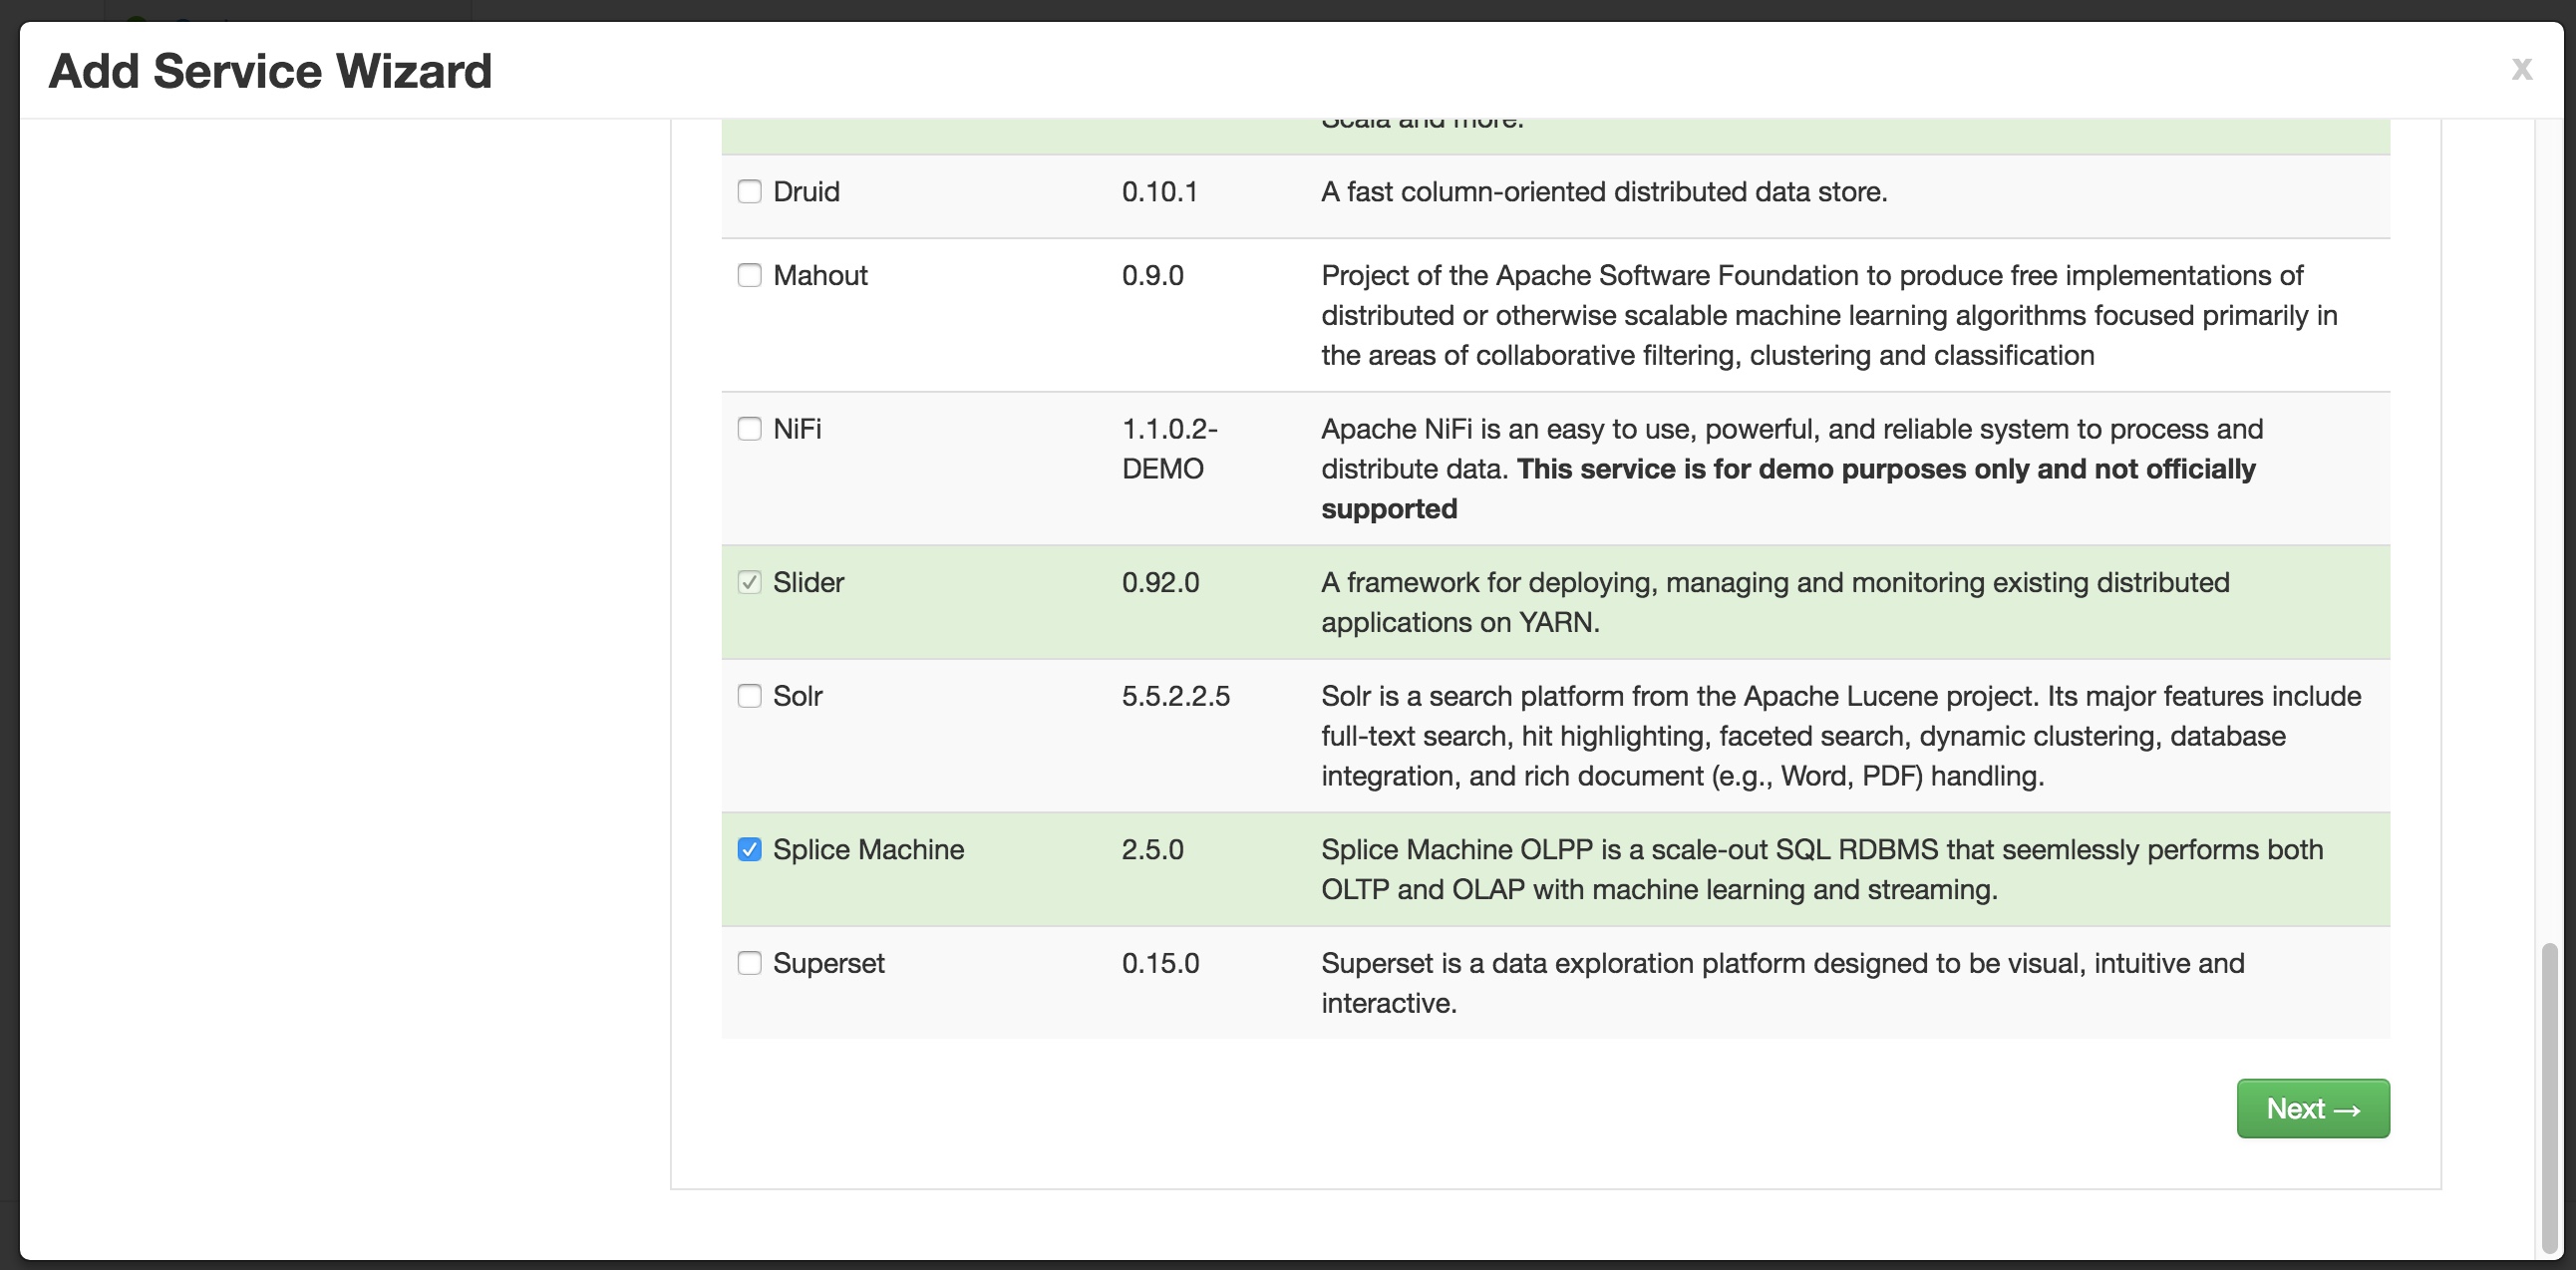 Add Service Wizard
x
Scala and more.
Druid 0.10.1 A fast column-oriented distributed data store.
Mahout 0.9.0 Project of the Apache Software Foundation to produce free implementations of
distributed or otherwise scalable machine learning algorithms focused primarily in
the areas of collaborative filtering, clustering and classification
NiFi 1.1.0.2- Apache NiFi is an easy to use, powerful, and reliable system to process and
DEMO distribute data. This service is for demo purposes only and not officially
supported
Slider 0.92.0 A framework for deploying, managing and monitoring existing distributed
applications on YARN.
Solr 5.5.2.2.5 Solr is a search platform from the Apache Lucene project. Its major features include
full-text search, hit highlighting, faceted search, dynamic clustering, database
integration, and rich document (e.g., Word, PDF) handling.
Splice Machine 2.5.0 Splice Machine OLPP is a scale-out SQL RDBMS that seemlessly performs both
OLTP and OLAP with machine learning and streaming.
Superset 0.15.0 Superset is a data exploration platform designed to be visual, intuitive and
interactive.
Next →